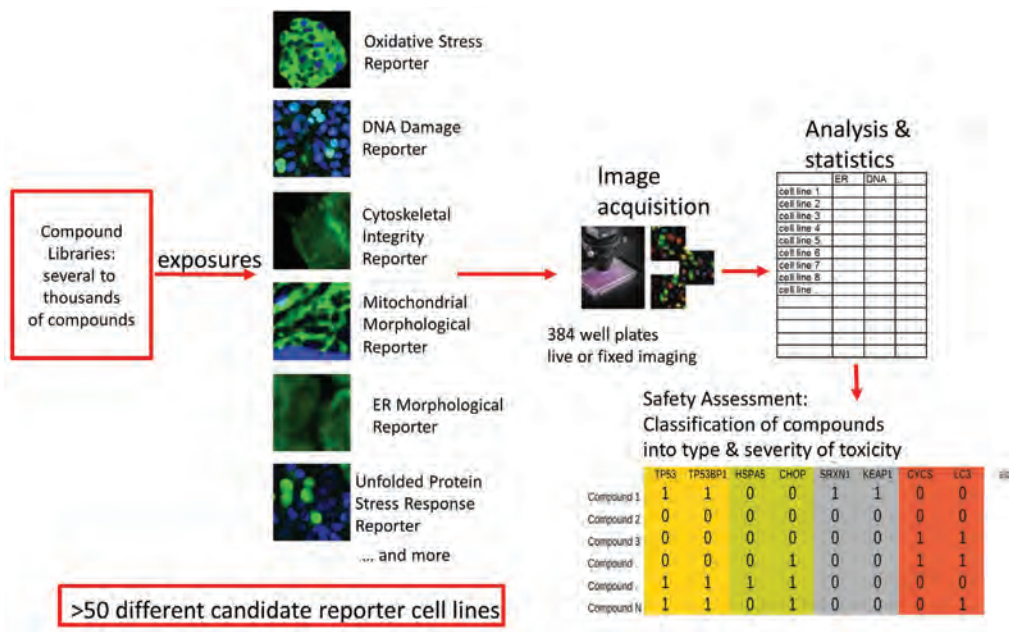 Compound
Libraries:
several to
thousands
of compounds
exposures
Oxidative Stress
Reporter
DNA Damage
Reporter
Cytoskeletal
Integrity
Reporter
Mitochondrial
Morphological
Reporter
ER Morphological
Reporter
Unfolded Protein
Stress Response
Reporter
... and more
>50 different candidate reporter cell lines
Image
acquisition
384 well plates
live or fixed imaging
Analysis &
statistics
ER DNA ..
cell line 1
cell line 2
cell line 3
cell line 4
cell line 5
cell line 6
cell line 7
cell line 8
cell line ..
Safety Assessment:
Classification of compounds
into type & severity of toxicity
TP53 TP53BP1 HSPA5 CHOP SRXN1 KEAP1 CYCS LC3
Compound 1 1 1 0 0 1 1 0 0
Compound 2 0 0 0 0 0 0 0 0
Compound 3 0 0 0 0 0 0 1 1
Compound . 0 0 0 1 0 0 1 1
Compound . 1 1 1 1 0 0 0 0
Compound N 1 1 0 1 0 0 0 1